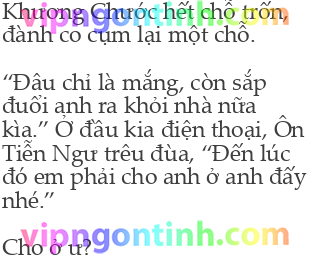 vipngontinh.com
Khương Chước hết chỗ trốn,
đành co cụm lại một chỗ.
“Đâu chỉ là mắng, còn sắp
đuổi anh ra khỏi nhà nữa
kìa.” Ở đầu kia điện thoại, Ôn
Tiễn Ngư trêu đùa, “Đến lúc
đó em phải cho anh ở anh đấy
nhé.”
vipngontinh.com
Cho ở ư?